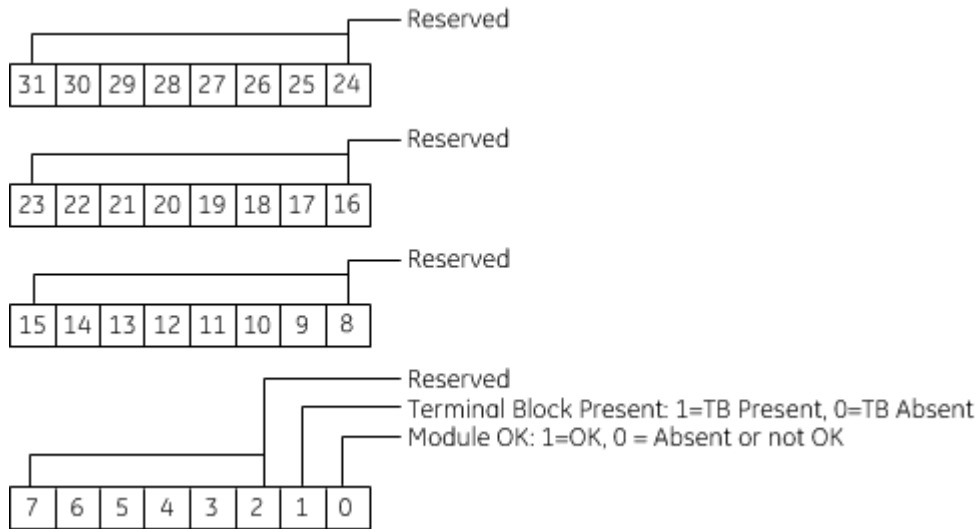 Reserved
31 30 29 28 27 26 25 24
Reserved
23 22 21 20 19 18 17 16
Reserved
15 14 13 12 11 10 9 8
Reserved
Terminal Block Present: 1=TB Present, 0=TB Absent
Module OK: 1=OK, 0 = Absent or not OK
7 6 5 4 3 2 1 0